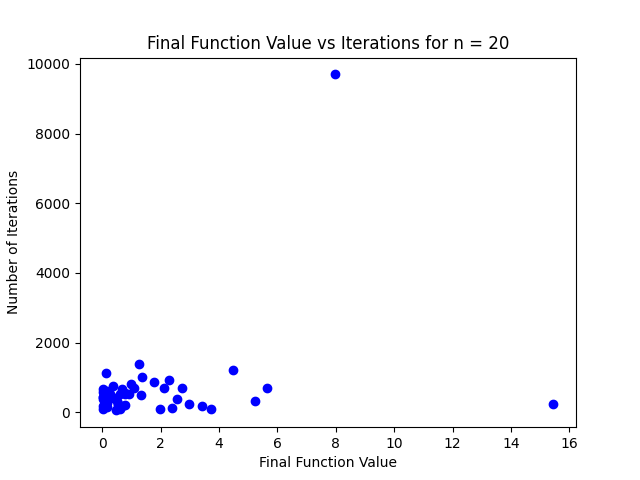 Final Function Value vs Iterations for n = 20
10000
8000
6000
4000
2000
0
Number of Iterations
0 2 4 6 8 10 12 14 16
Final Function Value